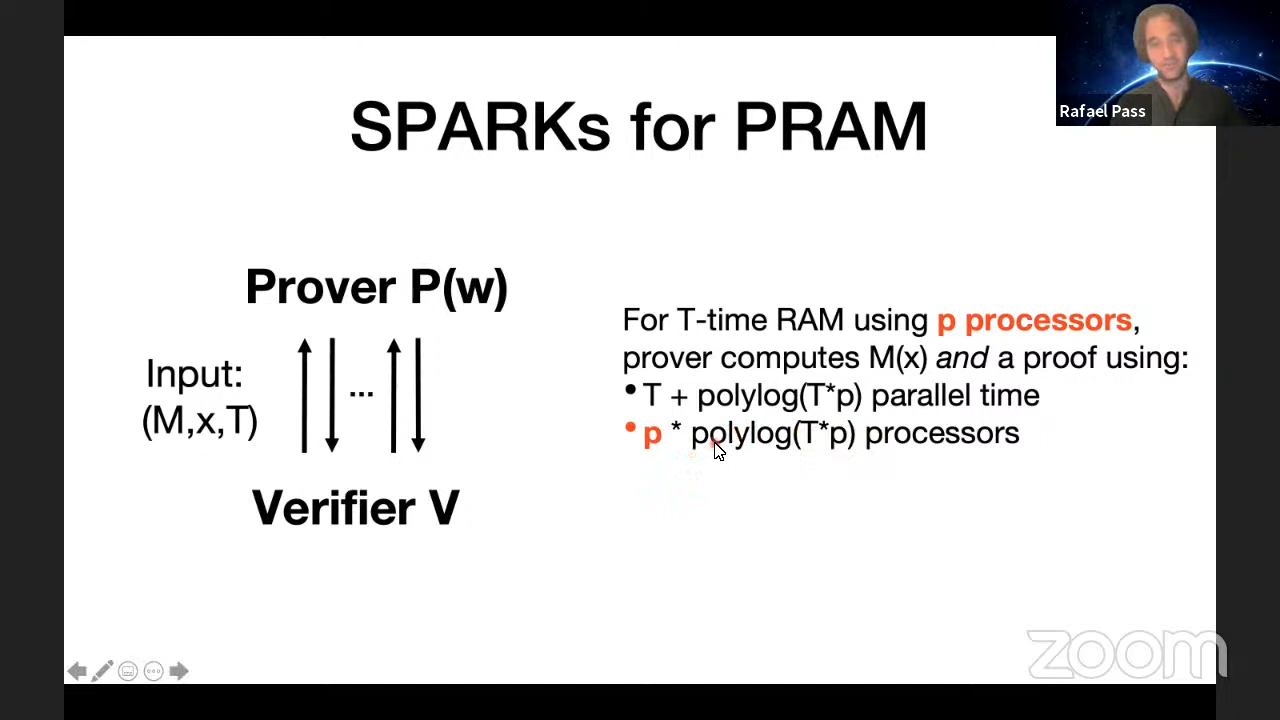 Rafael Pass
SPARKs for PRAM
Prover P(w)
Input:
(M,x,T)
...
Verifier V
For T-time RAM using p processors,
prover computes M(x) and a proof using:
• T + polylog(T*p) parallel time
• p * polylog(T*p) processors
zoom